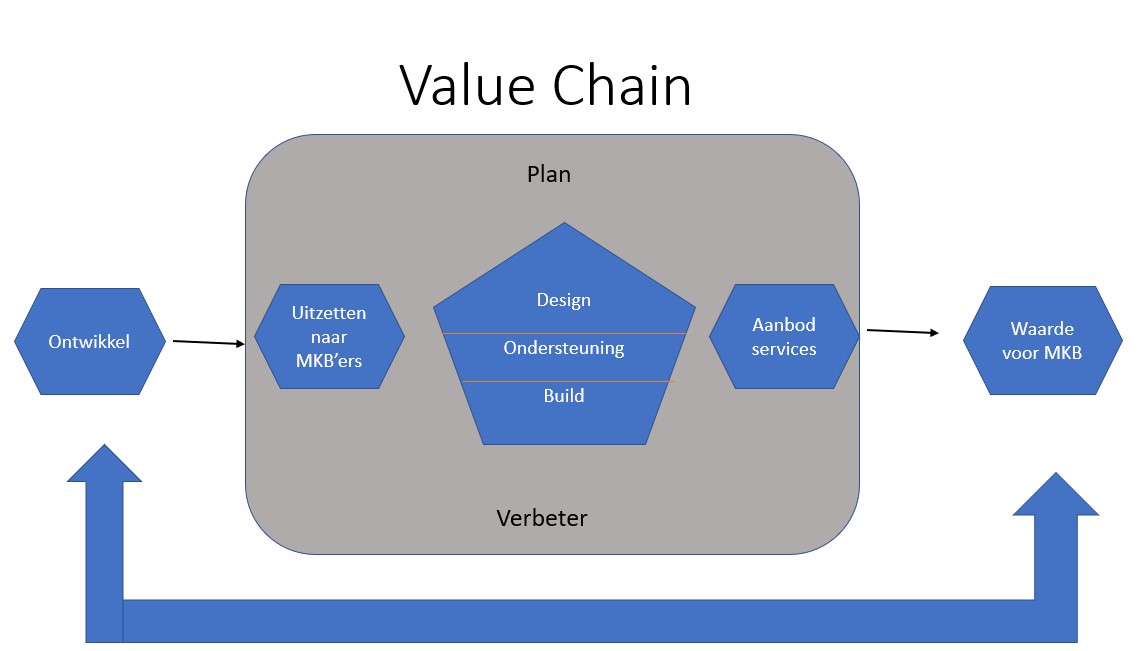 Value Chain
Plan
Ontwikkel
Uitzetten
naar
MKB’ers
Design
Ondersteuning
Build
Aanbod
services
Waarde
voor MKB
Verbeter